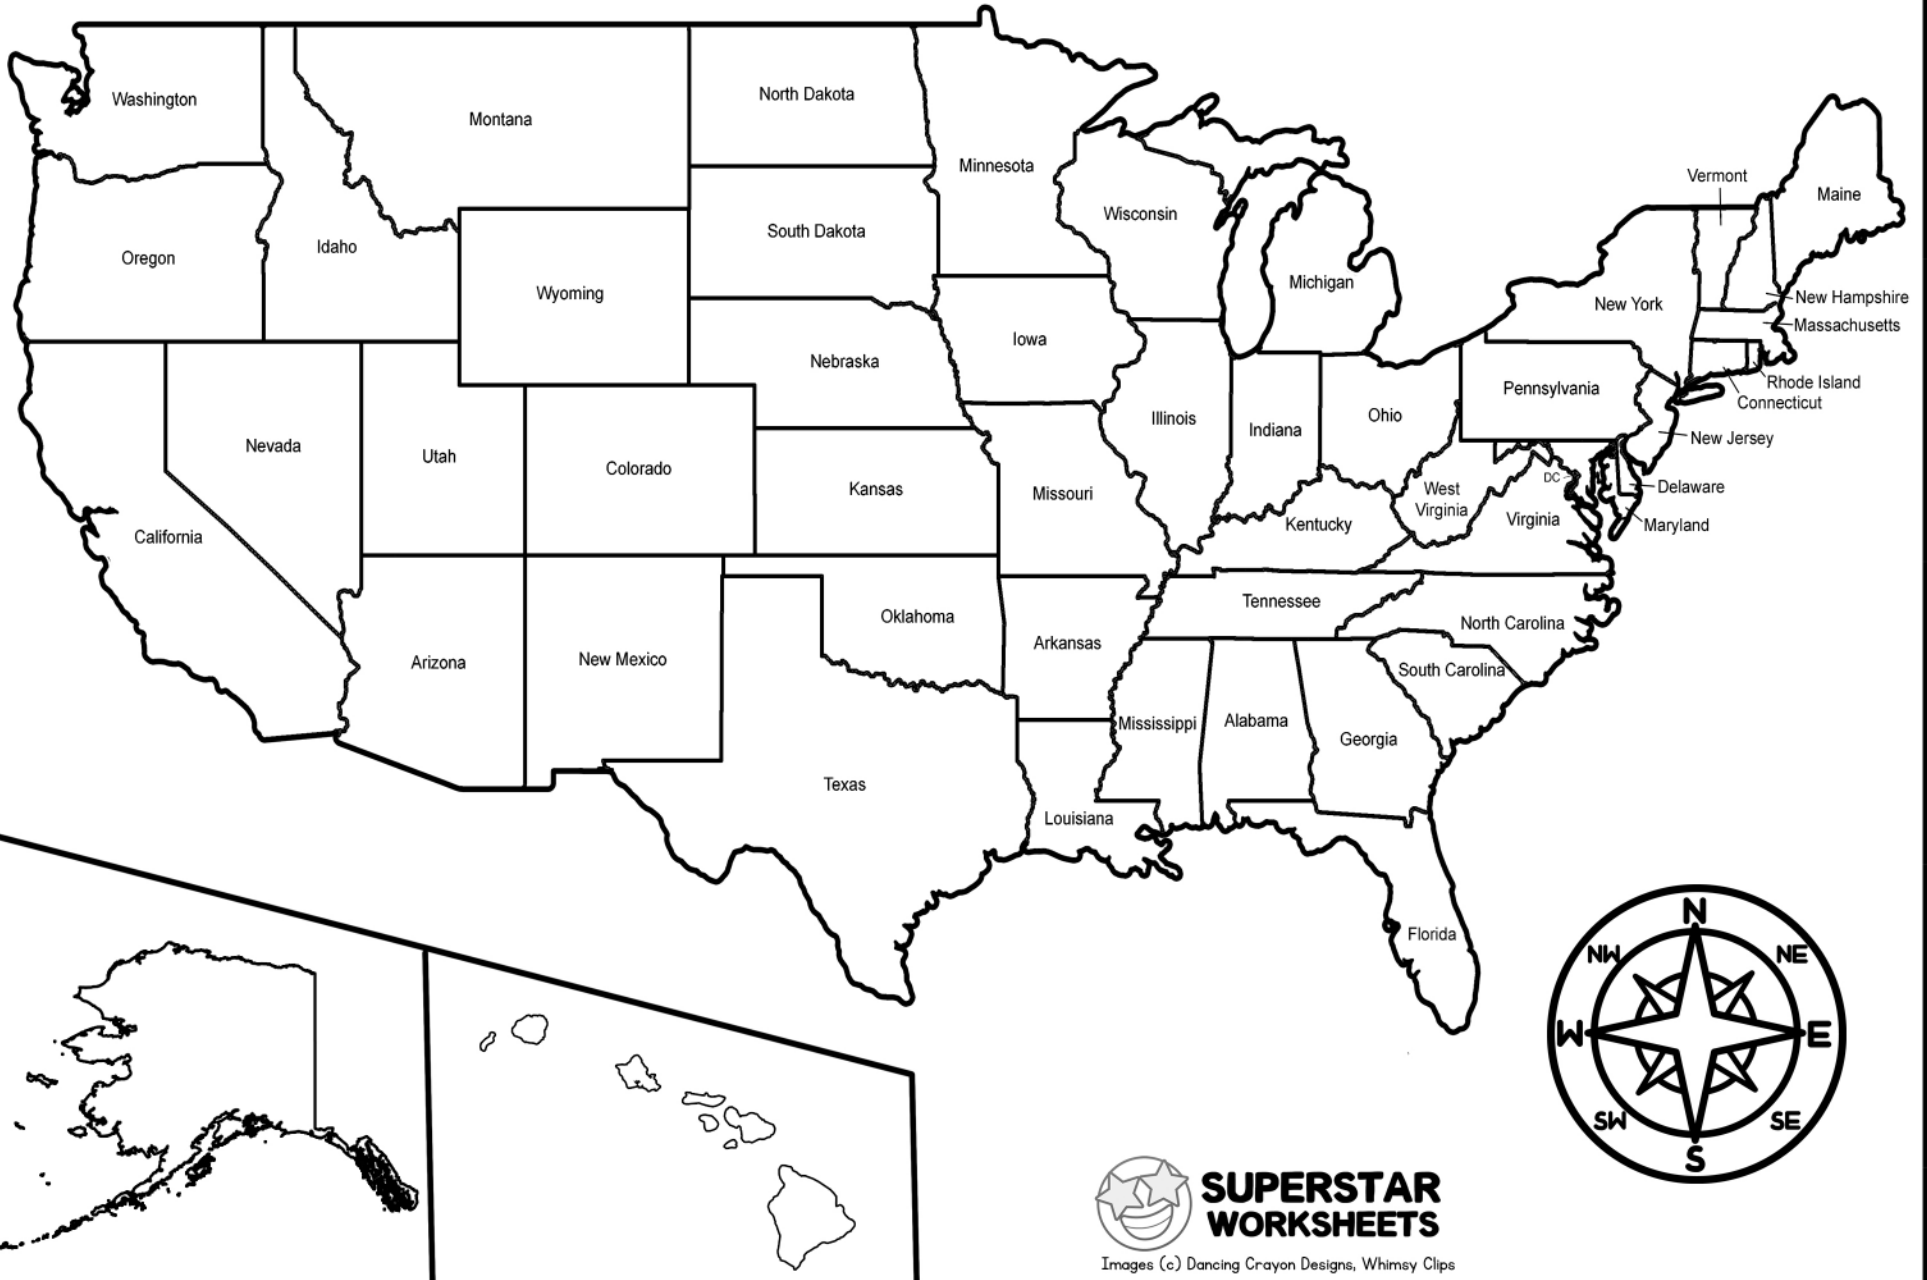 Washington
Montana
North Dakota
Minnesota
Vermont
Maine
Oregon
Idaho
Wyoming
South Dakota
Wisconsin
Michigan
New York
New Hampshire
Massachusetts
Rhode Island
Connecticut
Nebraska
Iowa
Pennsylvania
New Jersey
Nevada
Utah
Colorado
Kansas
Missouri
Illinois
Indiana
Ohio
West
Virginia
DC
Delaware
Maryland
Virginia
Kentucky
California
Arizona
New Mexico
Oklahoma
Arkansas
Tennessee
North Carolina
South Carolina
Mississippi
Alabama
Georgia
Texas
Louisiana
Florida
N
NW
NE
W
E
SW
SE
S
SUPERSTAR
WORKSHEETS
Images (c) Dancing Crayon Designs, Whimsy Clips